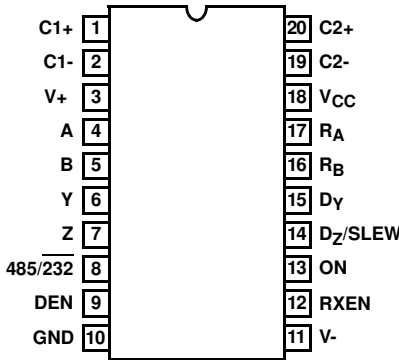 C1+ 1 20 C2+
C1- 2 19 C2-
V+ 3 18 VCC
A 4 17 RA
B 5 16 RB
Y 6 15 DY
Z 7 14 DZ/SLEW
485/232 8 13 ON
DEN 9 12 RXEN
GND 10 11 V-